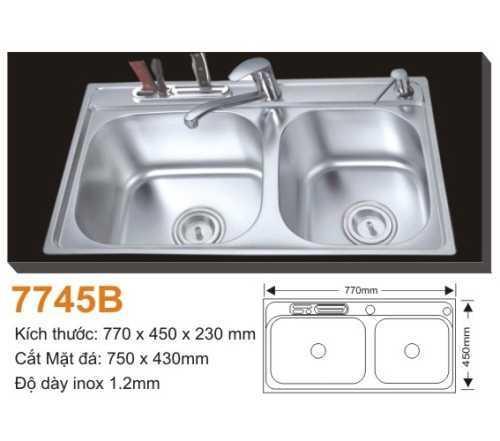 7745B
Kích thước: 770 x 450 x 230 mm
Cắt Mặt đá: 750 x 430mm
Độ dày inox 1.2mm
770mm
450mm